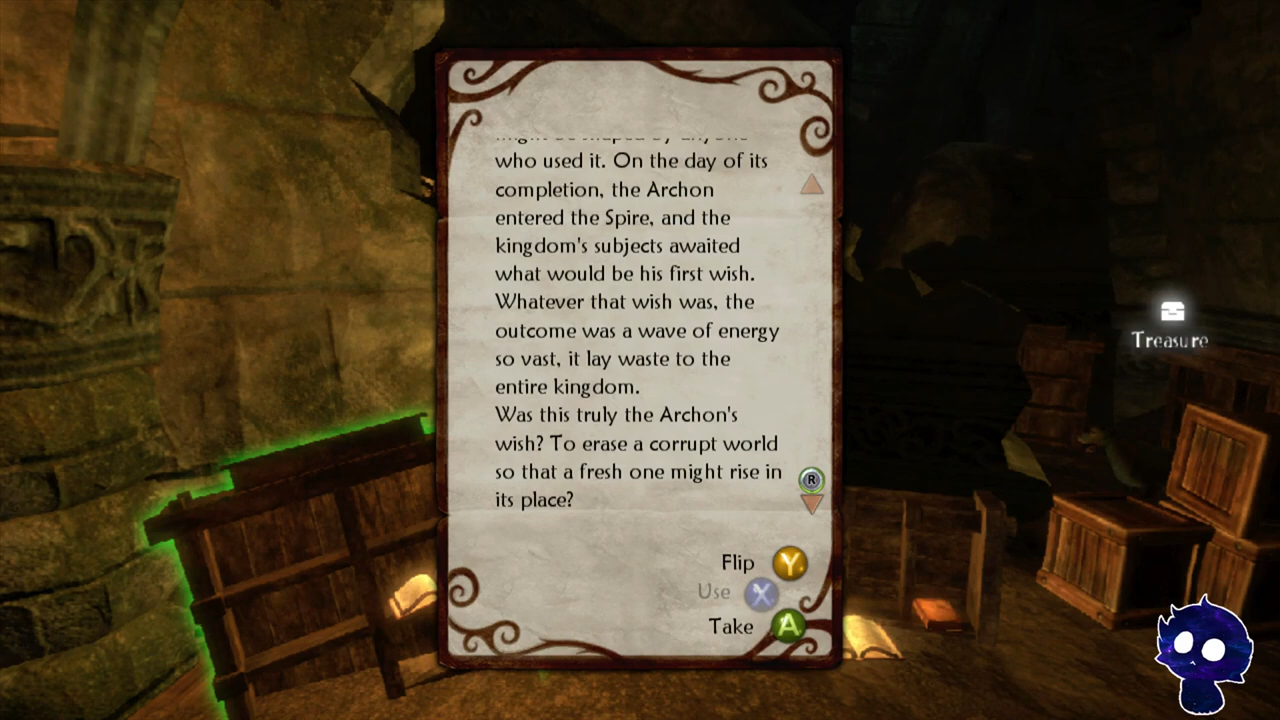 who used it. On the day of its
completion, the Archon
entered the Spire, and the
kingdom's subjects awaited
what would be his first wish.
Whatever that wish was, the
outcome was a wave of energy
so vast, it lay waste to the
entire kingdom.
Was this truly the Archon's
wish? To erase a corrupt world
so that a fresh one might rise in
its place?
R
Flip Y
Use X
Take A
Treasure